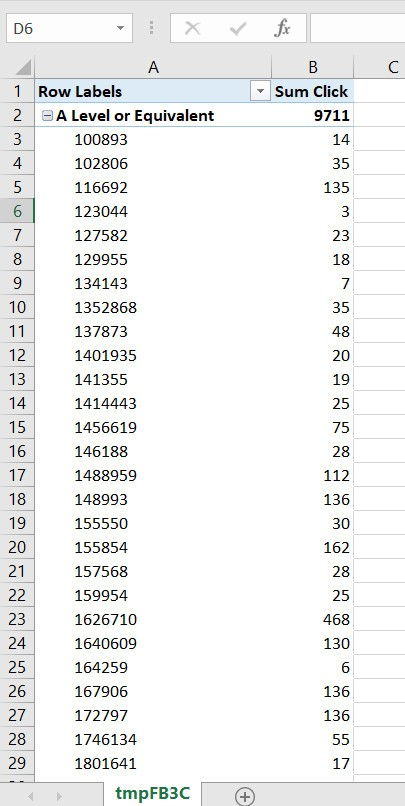 D6 fx
A B C
1 Row Labels Sum Click
2 A Level or Equivalent 9711
3 100893 14
4 102806 35
5 116692 135
6 123044 3
7 127582 23
8 129955 18
9 134143 7
10 1352868 35
11 137873 48
12 1401935 20
13 141355 19
14 1414443 25
15 1456619 75
16 146188 28
17 1488959 112
18 148993 136
19 155550 30
20 155854 162
21 157568 28
22 159954 25
23 1626710 468
24 1640609 130
25 164259 6
26 167906 136
27 172797 136
28 1746134 55
29 1801641 17
tmpFB3C